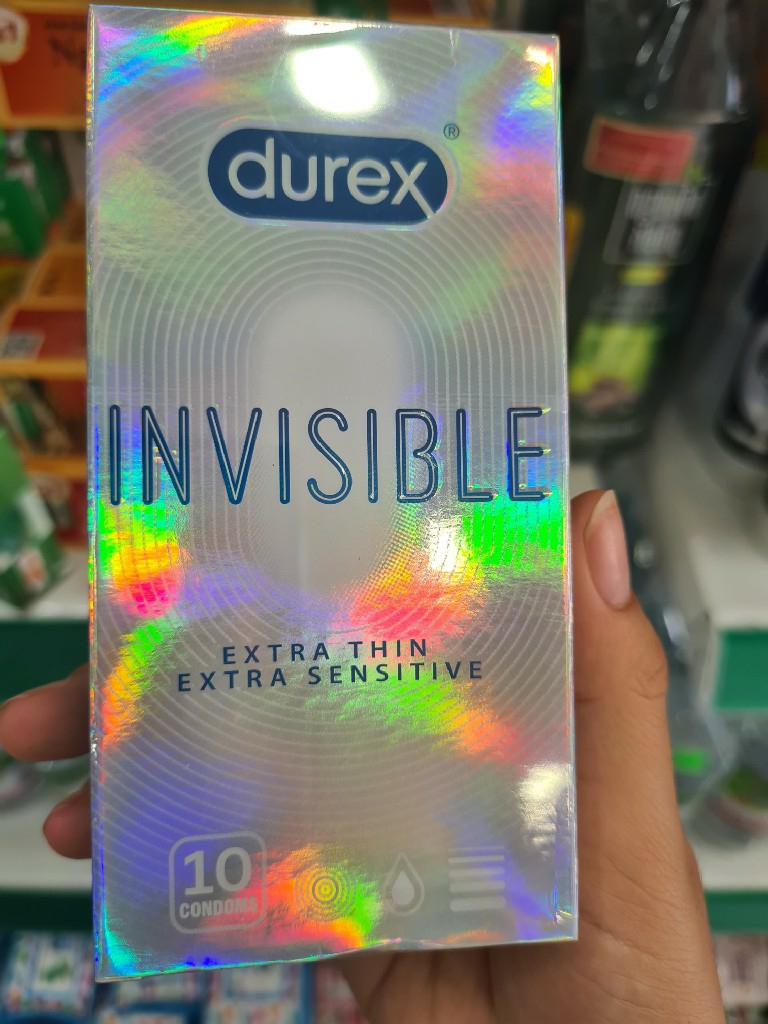 durex®
INVISIBLE
EXTRA THIN
EXTRA SENSITIVE
10
CONDOMS